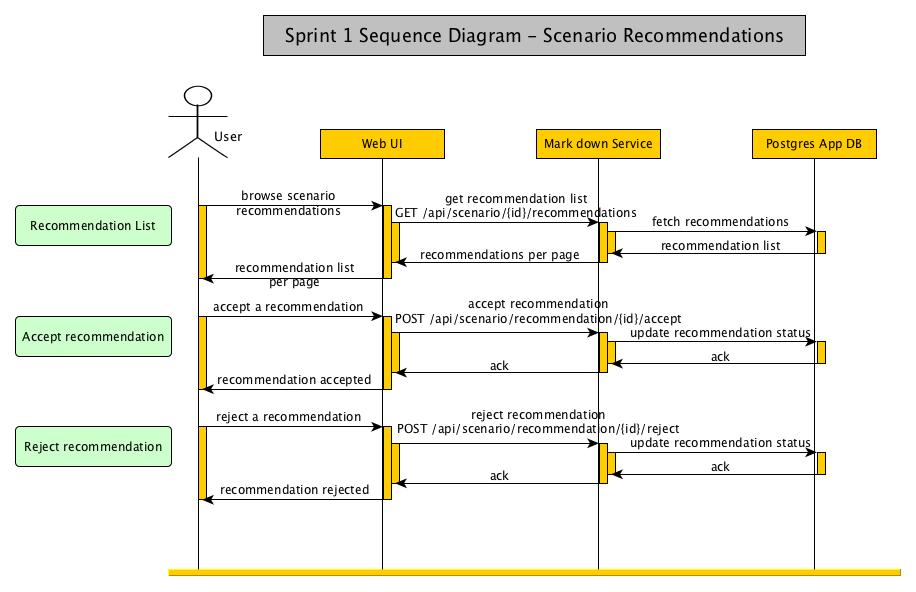 Sprint 1 Sequence Diagram – Scenario Recommendations
User
Web UI
Mark down Service
Postgres App DB
Recommendation List
browse scenario
recommendations
get recommendation list
GET /api/scenario/{id}/recommendations
fetch recommendations
recommendation list
recommendations per page
recommendation list
per page
Accept recommendation
accept a recommendation
accept recommendation
POST /api/scenario/recommendation/{id}/accept
update recommendation status
ack
ack
recommendation accepted
Reject recommendation
reject a recommendation
reject recommendation
POST /api/scenario/recommendation/{id}/reject
update recommendation status
ack
ack
recommendation rejected